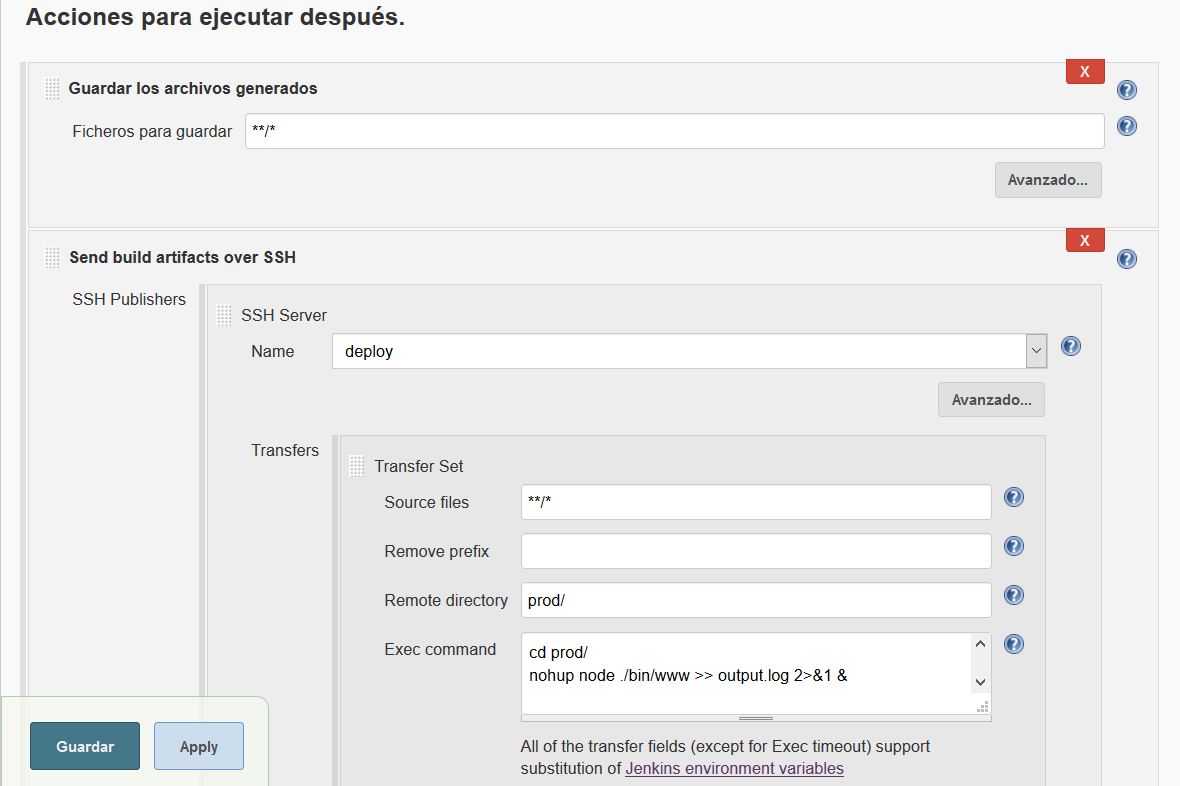 Acciones para ejecutar después.
X
Guardar los archivos generados
?
Ficheros para guardar **/*
?
Avanzado...
X
Send build artifacts over SSH
?
SSH Publishers
SSH Server
Name deploy
?
Avanzado...
Transfers
Transfer Set
Source files **/*
?
Remove prefix
?
Remote directory prod/
?
Exec command cd prod/
?
nohup node ./bin/www >> output.log 2>&1 &
All of the transfer fields (except for Exec timeout) support
substitution of Jenkins environment variables
Guardar Apply